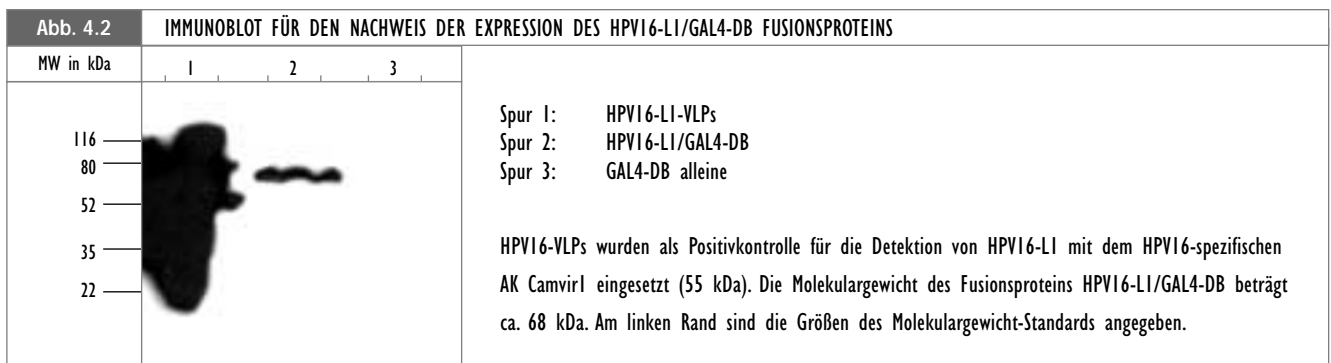 Abb. 4.2 IMMUNOBLOT FÜR DEN NACHWEIS DER EXPRESSION DES HPV16-L1/GAL4-DB FUSIONSPROTEINS
MW in kDa 1 2 3
116
80
52
35
22
Spur 1: HPV16-L1-VLPs
Spur 2: HPV16-L1/GAL4-DB
Spur 3: GAL4-DB alleine
HPV16-VLPs wurden als Positivkontrolle für die Detektion von HPV16-L1 mit dem HPV16-spezifischen
AK Camvir1 eingesetzt (55 kDa). Die Molekulargewicht des Fusionsproteins HPV16-L1/GAL4-DB beträgt
ca. 68 kDa. Am linken Rand sind die Größen des Molekulargewicht-Standards angegeben.